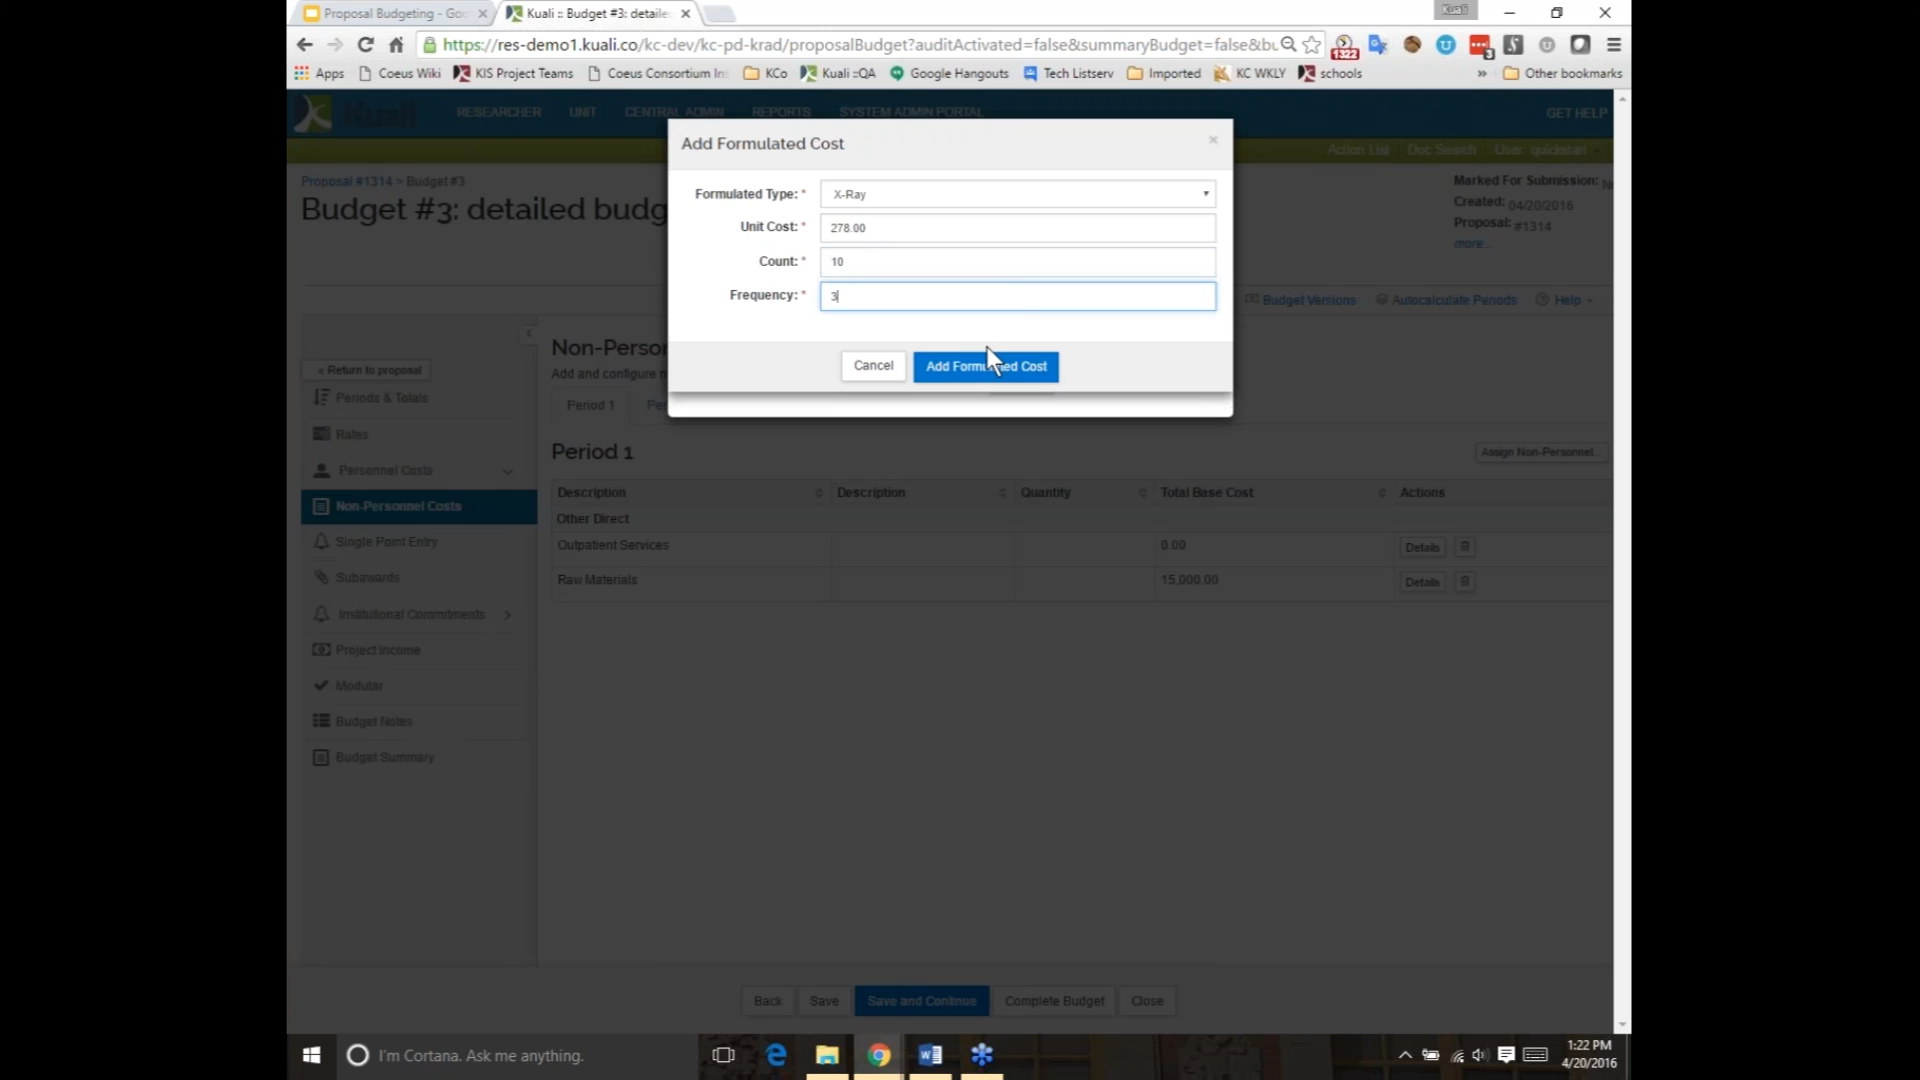 Proposal Budgeting - Goo
Kuali :: Budget #3: detaile
Kuali
https://res-demo1.kuali.co/kc-dev/kc-pd-krad/proposalBudget?auditActivated=false&summaryBudget=false&bu
1322
3
Apps
Coeus Wiki
KIS Project Teams
Coeus Consortium In
KCo
Kuali ::QA
Google Hangouts
Tech Listserv
Imported
KC WKLY
schools
»
Other bookmarks
Kuali
RESEARCHER
UNIT
CENTRAL ADMIN
REPORTS
SYSTEM ADMIN PORTAL
GET HELP
Action List
Doc Search
User: quickstart
Proposal #1314 > Budget #3
Budget #3: detailed budg
Marked For Submission:
Created: 04/20/2016
Proposal: #1314
more...
Add Formulated Cost
×
Formulated Type: *
X-Ray
Unit Cost: *
278.00
Count: *
10
Frequency: *
3
Cancel
Add Formulated Cost
Budget Versions
Autocalculate Periods
Help
« Return to proposal
Periods & Totals
Rates
Personnel Costs
Non-Personnel Costs
Single Point Entry
Subawards
Institutional Commitments
Project Income
Modular
Budget Notes
Budget Summary
Non-Perso
Add and configure
Period 1
Pe
Period 1
Assign Non-Personnel...
Description
Description
Quantity
Total Base Cost
Actions
Other Direct
Outpatient Services
0.00
Details
Raw Materials
15,000.00
Details
Back
Save
Save and Continue
Complete Budget
Close
I'm Cortana. Ask me anything.
1:22 PM
4/20/2016